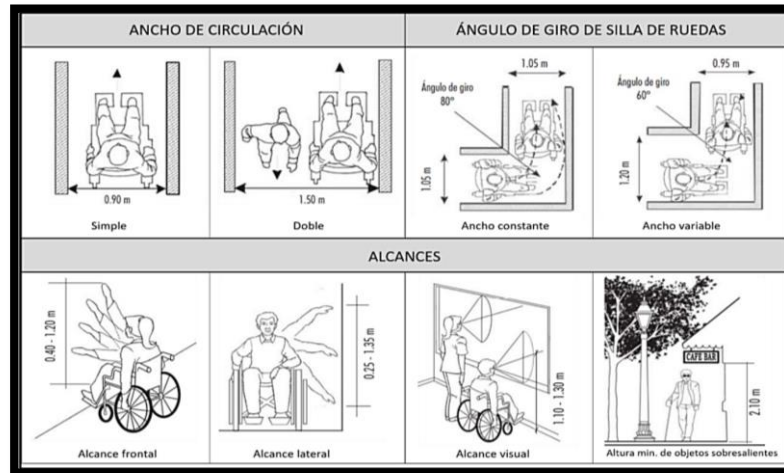 ANCHO DE CIRCULACIÓN
ÁNGULO DE GIRO DE SILLA DE RUEDAS
0.90 m
Simple
1.50 m
Doble
1.05 m
Ángulo de giro
80°
1.05 m
Ancho constante
0.95 m
Ángulo de giro
60°
1.20 m
Ancho variable
ALCANCES
0.40 - 1.20 m
Alcance frontal
0.25 - 1.35 m
Alcance lateral
1.10 - 1.30 m
Alcance visual
CAFE BAR
2.10 m
Altura min. de objetos sobresalientes